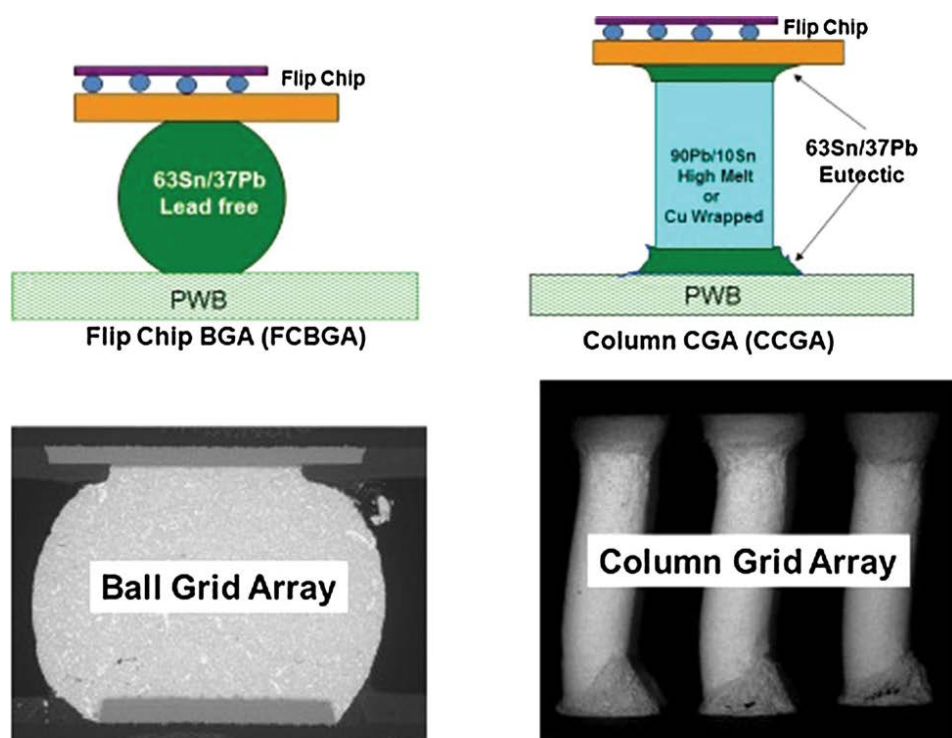 Flip Chip
63Sn/37Pb
Lead free
PWB
Flip Chip BGA (FCBGA)
Flip Chip
90Pb/10Sn
High Melt
or
Cu Wrapped
63Sn/37Pb
Eutectic
PWB
Column CGA (CCGA)
Ball Grid Array
Column Grid Array